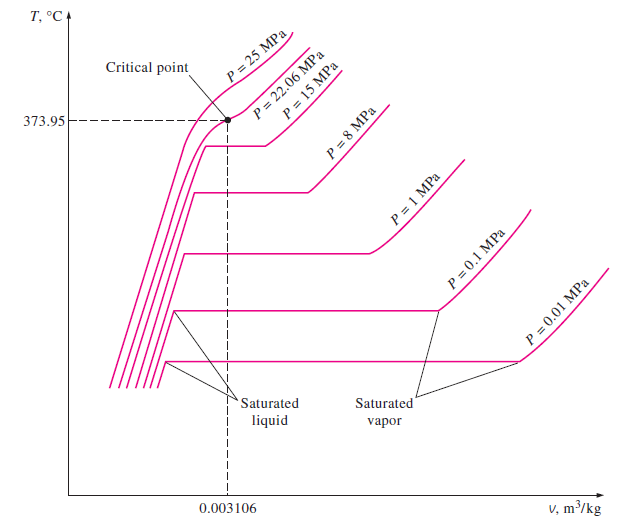 T, °C
P = 25 MPa
Critical point
P = 22.06 MPa
P = 15 MPa
373.95
P = 8 MPa
P = 1 MPa
P = 0.1 MPa
P = 0.01 MPa
Saturated
liquid
Saturated
vapor
0.003106
v, m³/kg